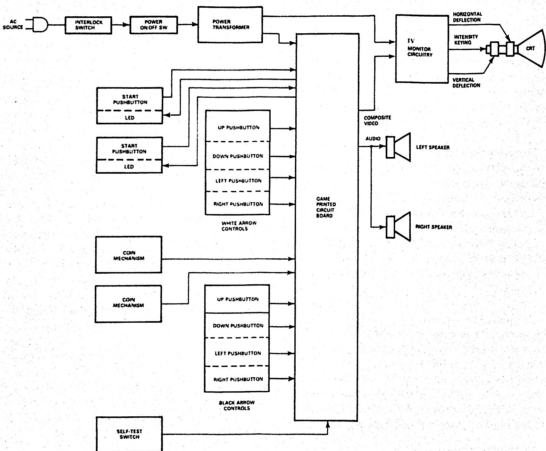 AC
SOURCE
INTERLOCK
SWITCH
POWER
ON/OFF SW
POWER
TRANSFORMER
TV
MONITOR
CIRCUITRY
HORIZONTAL
DEFLECTION
INTENSITY
KEYING
CRT
VERTICAL
DEFLECTION
START
PUSHBUTTON
LED
START
PUSHBUTTON
LED
UP PUSHBUTTON
DOWN PUSHBUTTON
LEFT PUSHBUTTON
RIGHT PUSHBUTTON
WHITE ARROW
CONTROLS
GAME
PRINTED
CIRCUIT
BOARD
COMPOSITE
VIDEO
AUDIO
LEFT SPEAKER
RIGHT SPEAKER
COIN
MECHANISM
COIN
MECHANISM
UP PUSHBUTTON
DOWN PUSHBUTTON
LEFT PUSHBUTTON
RIGHT PUSHBUTTON
BLACK ARROW
CONTROLS
SELF-TEST
SWITCH